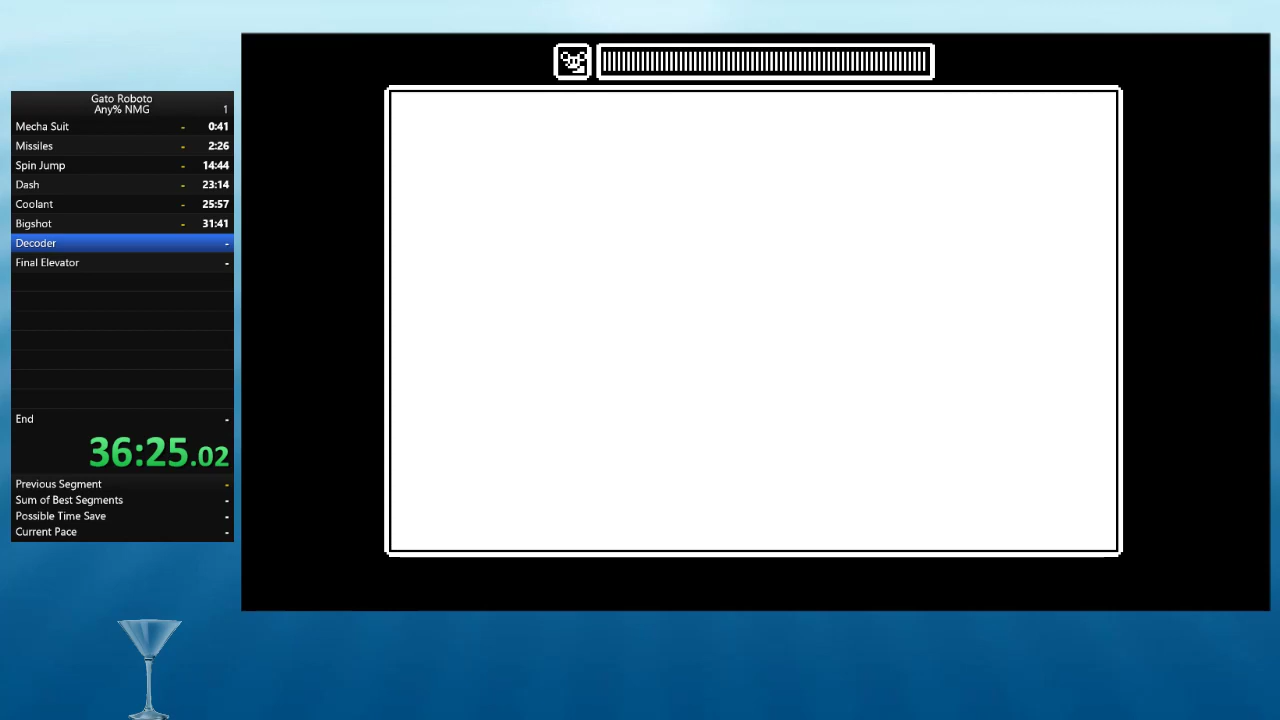 Gato Roboto
Any% NMG 1
Mecha Suit - 0:41
Missiles - 2:26
Spin Jump - 14:44
Dash - 23:14
Coolant - 25:57
Bigshot - 31:41
Decoder -
Final Elevator -
End -
36:25.02
Previous Segment -
Sum of Best Segments -
Possible Time Save -
Current Pace -